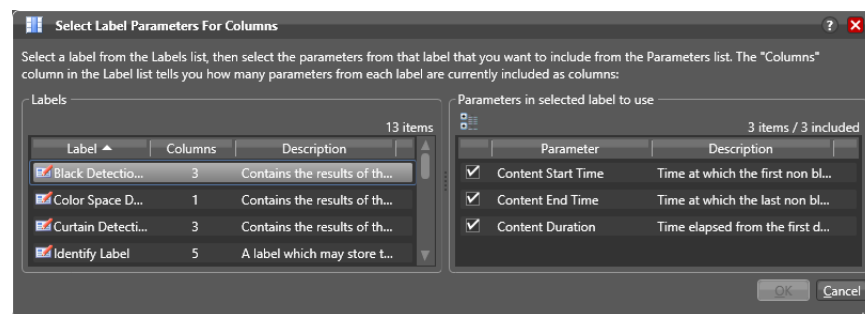 Select Label Parameters For Columns
?
Select a label from the Labels list, then select the parameters from that label that you want to include from the Parameters list. The "Columns"
column in the Label list tells you how many parameters from each label are currently included as columns:
Labels
13 items
Label Columns Description
Black Detectio... 3 Contains the results of th...
Color Space D... 1 Contains the results of th...
Curtain Detecti... 3 Contains the results of th...
Identify Label 5 A label which may store t...
Parameters in selected label to use
3 items / 3 included
Parameter Description
Content Start Time Time at which the first non bl...
Content End Time Time at which the last non bl...
Content Duration Time elapsed from the first d...
OK Cancel